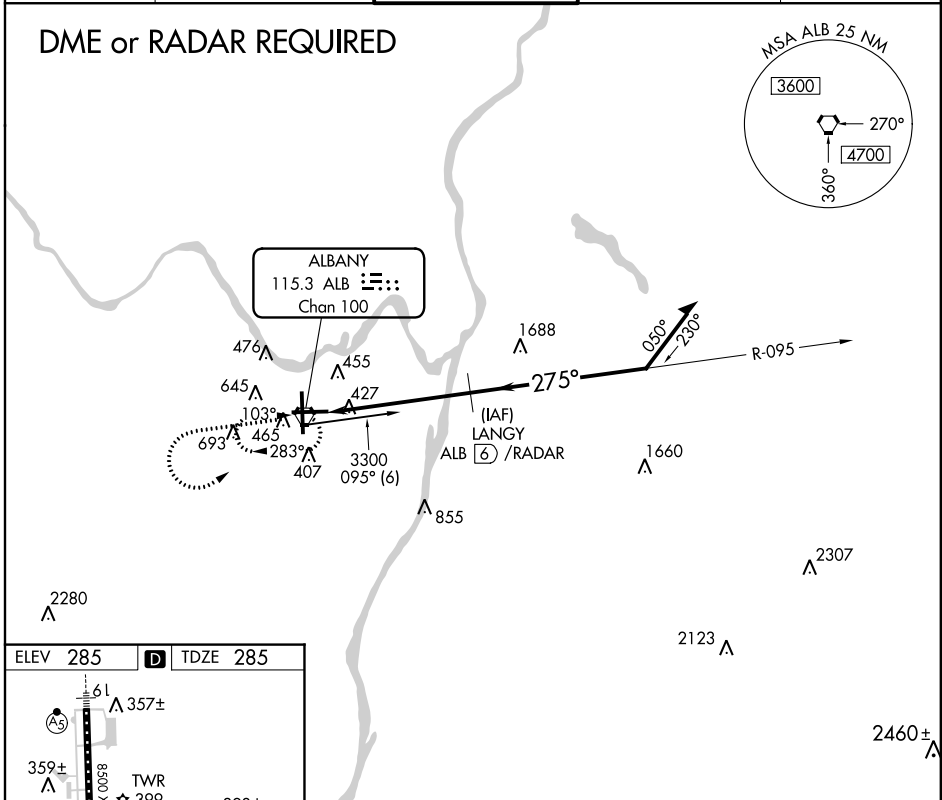 DME or RADAR REQUIRED
MSA ALB 25 NM
3600
270°
4700
360°
ALBANY
115.3 ALB
Chan 100
1688
476
455
050°
230°
R-095
645
427
275°
103°
465
(IAF)
LANGY
ALB 6 /RADAR
693
283°
407
3300
095° (6)
1660
855
2307
2280
2123
ELEV 285 D TDZE 285
19
357±
A5
2460±
359±
8500 X
TWR
399